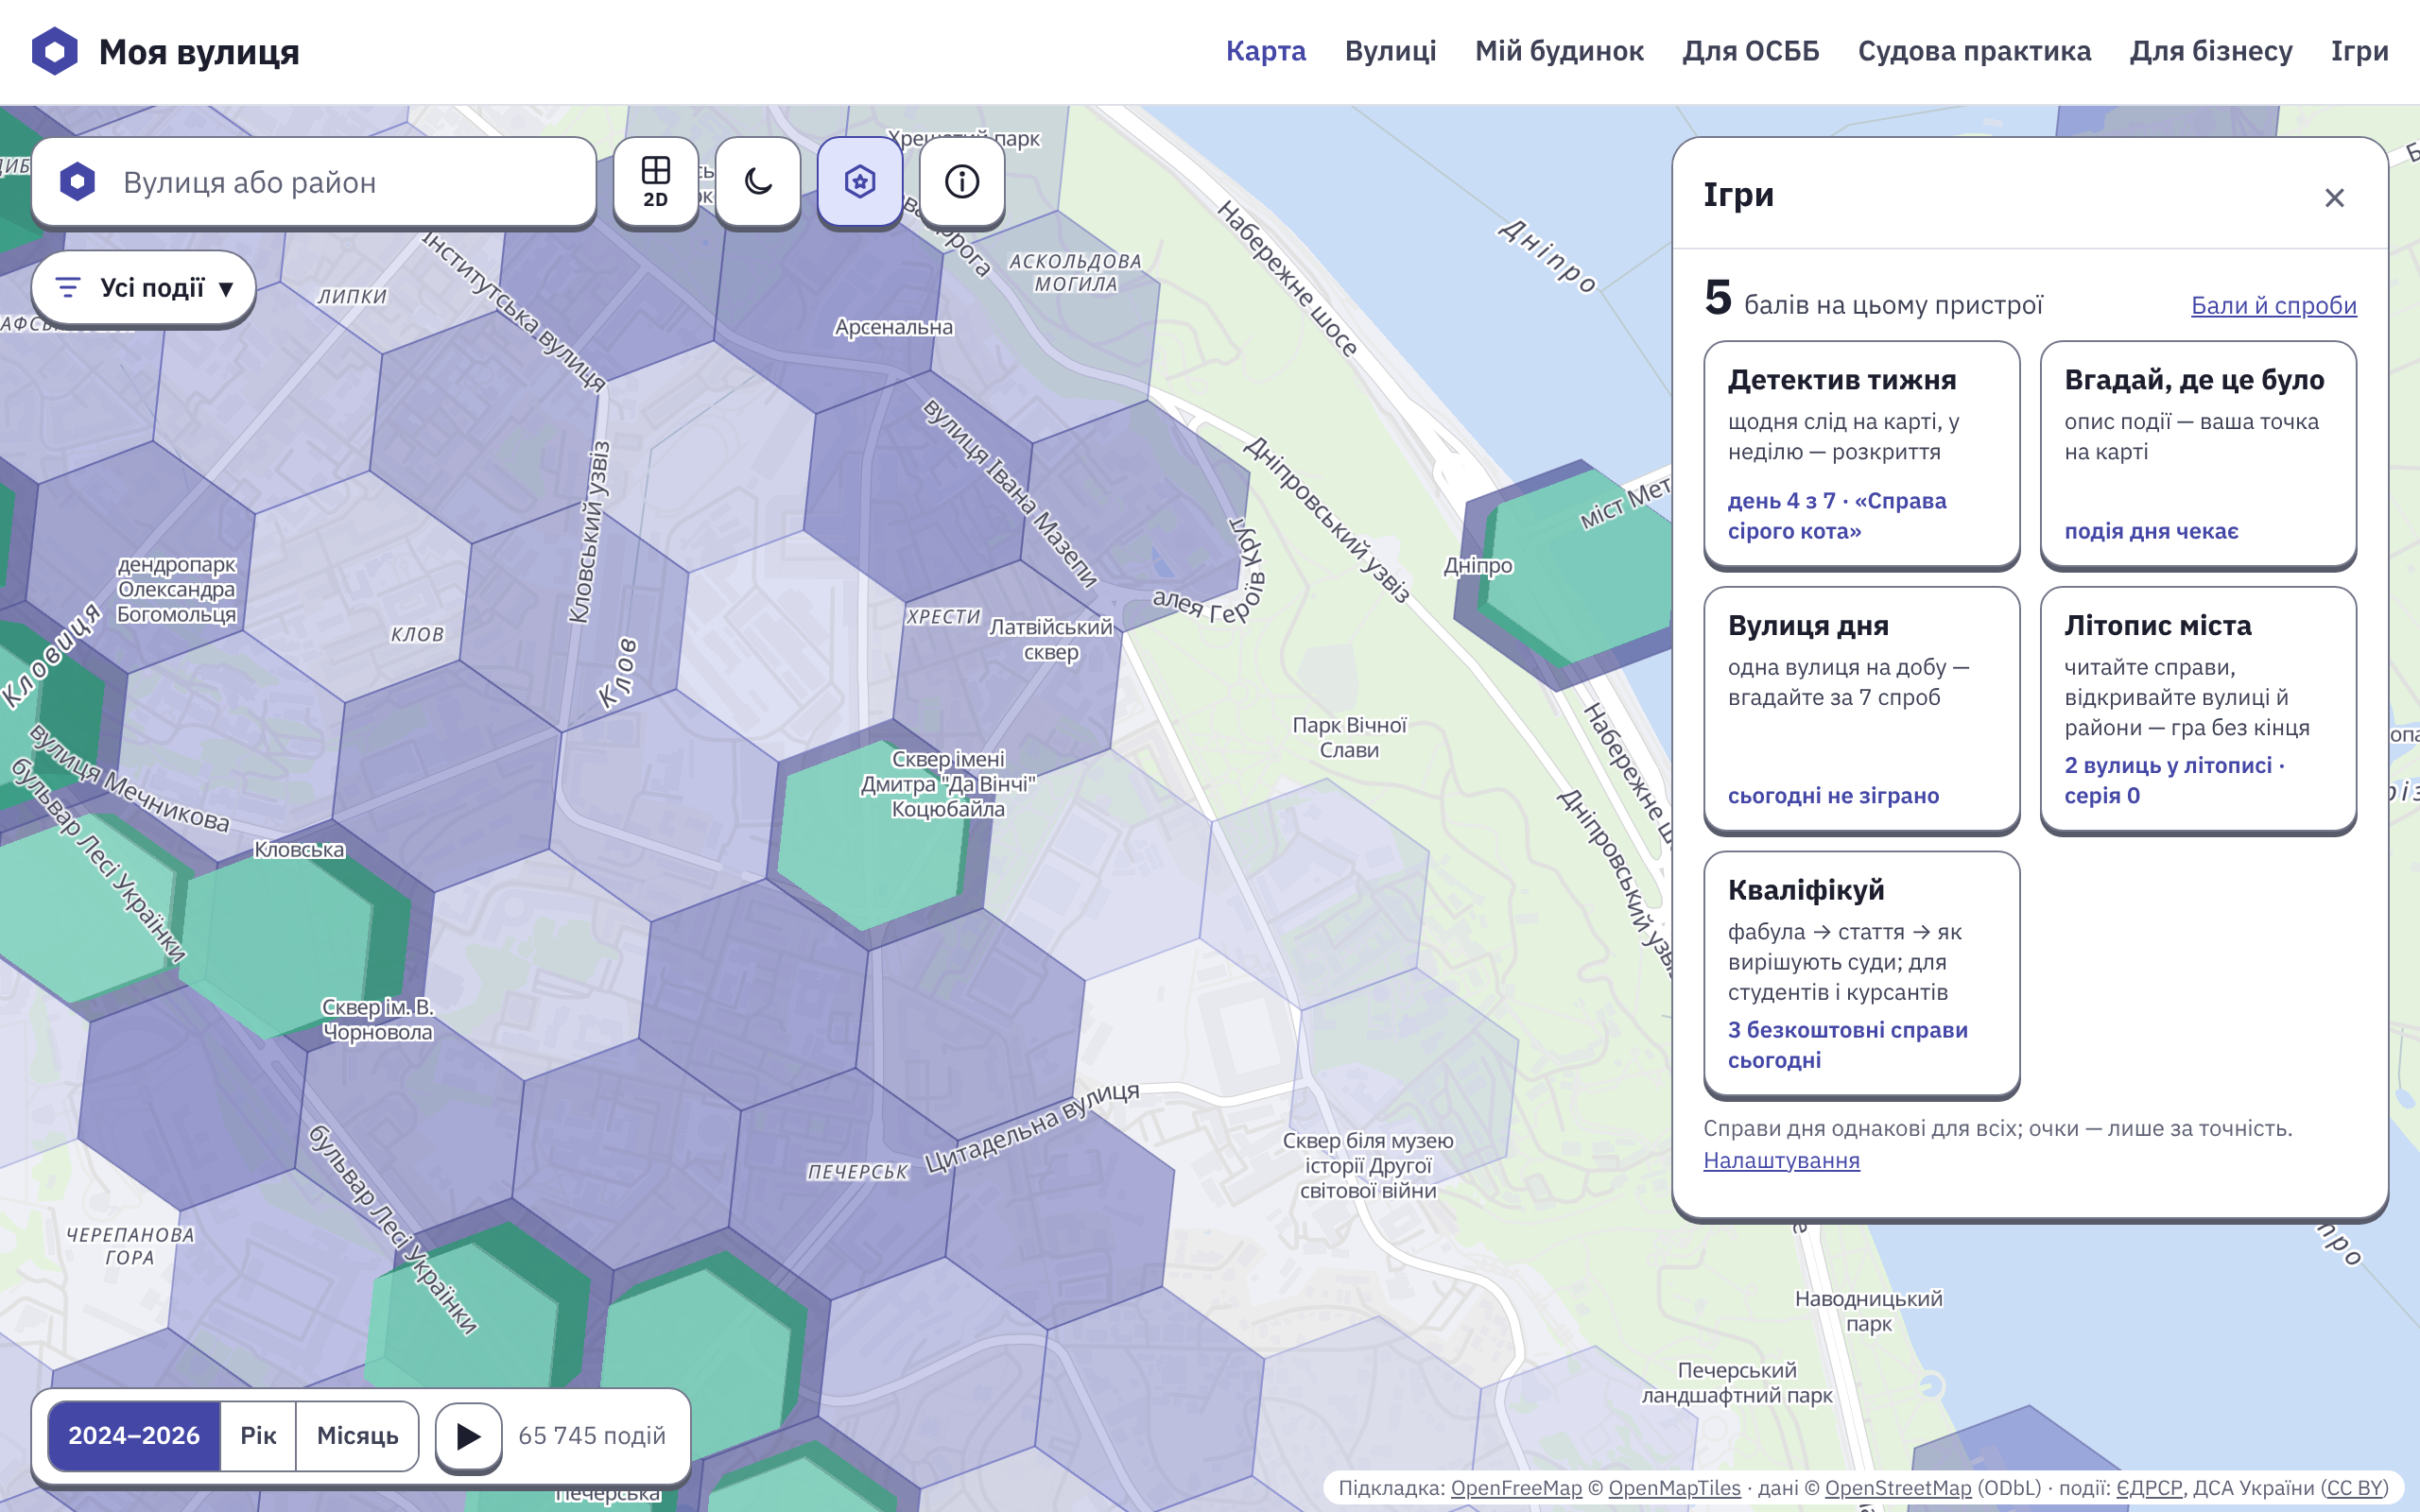 Моя вулиця
Карта
Вулиці
Мій будинок
Для ОСББ
Судова практика
Для бізнесу
Ігри
Вулиця або район
2D
Усі події ▼
парк
АСКОЛЬДОВА
МОГИЛА
ЛИПКИ
Інститутська вулиця
Арсенальна
Набережне шосе
Дніпро
вулиця Івана Мазепи
Дніпровський узвіз
Кловський узвіз
міст
Дніпро
алея Героїв Крут
дендропарк
Олександра
Богомольця
КЛОВ
ХРЕСТИ
Латвійський
сквер
Кловиця
Клов
Парк Вічної
Слави
Набережне
вулиця Мечникова
Сквер імені
Дмитра "Да Вінчі"
Коцюбайла
бульвар Лесі Українки
Кловська
Дніпровський узвіз
Сквер ім. В.
Чорновола
Цитадельна вулиця
ПЕЧЕРСЬК
Сквер біля музею
історії Другої
світової війни
бульвар Лесі Українки
ЧЕРЕПАНОВА
ГОРА
Наводницький
парк
Печерський
ландшафтний парк
Печерська
Ігри
×
5 балів на цьому пристрої
Бали й спроби
Детектив тижня
щодня слід на карті, у
неділю — розкриття
день 4 з 7 · «Справа
сірого кота»
Вгадай, де це було
опис події — ваша точка
на карті
подія дня чекає
Вулиця дня
одна вулиця на добу —
вгадайте за 7 спроб
сьогодні не зіграно
Літопис міста
читайте справи,
відкривайте вулиці й
райони — гра без кінця
2 вулиць у літописі ·
серія 0
Кваліфікуй
фабула → стаття → як
вирішують суди; для
студентів і курсантів
3 безкоштовні справи
сьогодні
Справи дня однакові для всіх; очки — лише за точність.
Налаштування
2024–2026
Рік
Місяць
65 745 подій
Підкладка: OpenFreeMap © OpenMapTiles · дані © OpenStreetMap (ODbL) · події: ЄДРСР, ДСА України (CC BY)